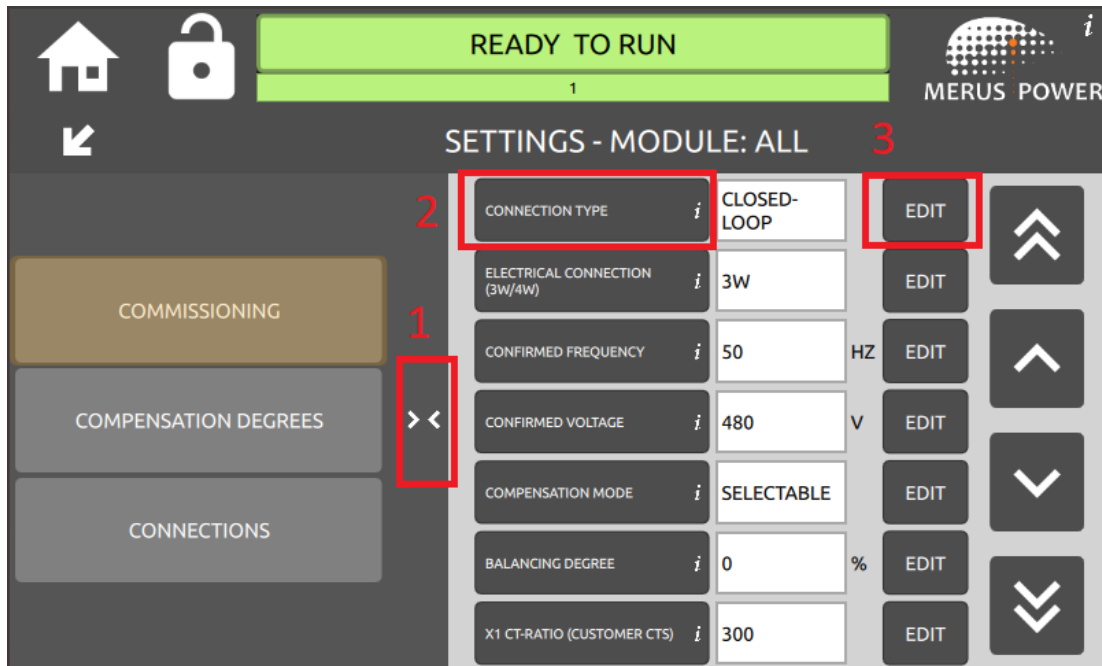 READY TO RUN
i
1
MERUS POWER
SETTINGS - MODULE: ALL
3
2
CONNECTION TYPE i CLOSED-
LOOP
EDIT
COMMISSIONING
ELECTRICAL CONNECTION
(3W/4W) i 3W EDIT
1
CONFIRMED FREQUENCY i 50 HZ EDIT
COMPENSATION DEGREES
> <
CONFIRMED VOLTAGE i 480 V EDIT
COMPENSATION MODE i SELECTABLE EDIT
CONNECTIONS
BALANCING DEGREE i 0 % EDIT
X1 CT-RATIO (CUSTOMER CTS) i 300 EDIT